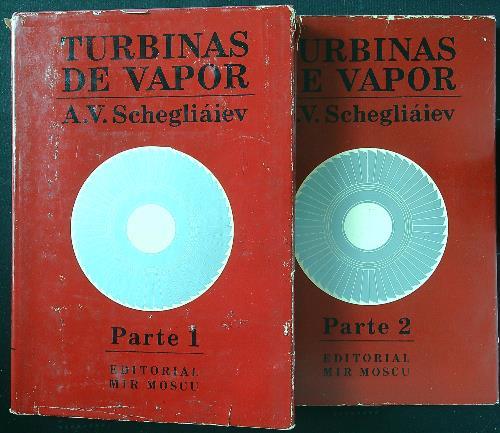 TURBINAS
DE VAPOR
A.V. Schegliáiev
Parte 1
EDITORIAL
MIR MOSCU
URBINAS
E VAPOR
.V. Schegliáiev
Parte 2
EDITORIAL
MIR MOSCU